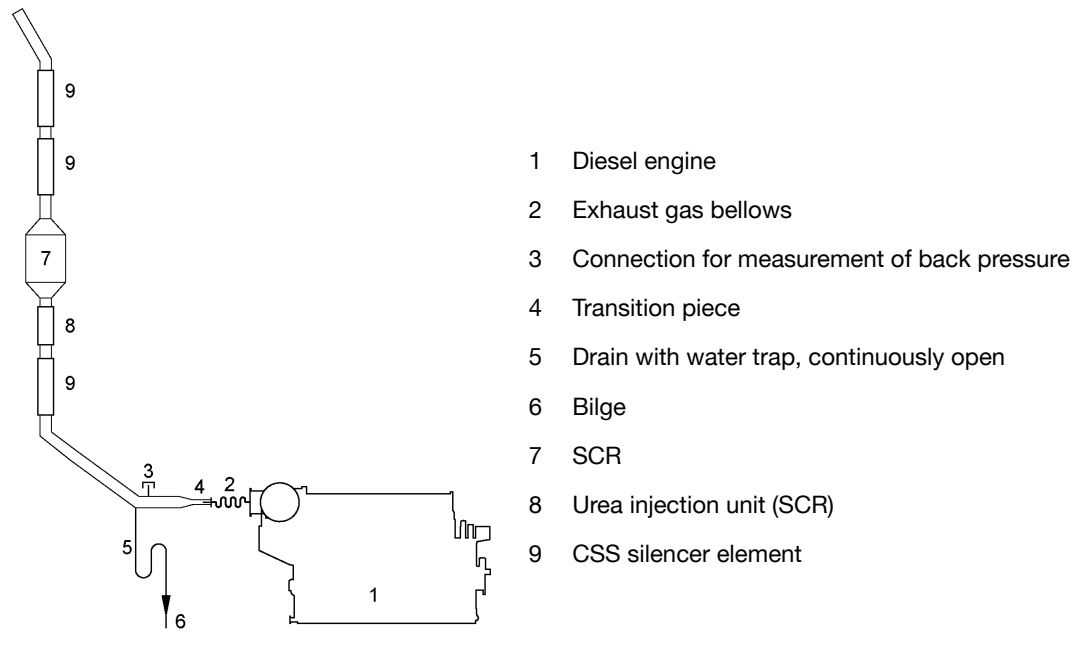 9
9
7
8
9
3
4
2
5
1
6
1 Diesel engine
2 Exhaust gas bellows
3 Connection for measurement of back pressure
4 Transition piece
5 Drain with water trap, continuously open
6 Bilge
7 SCR
8 Urea injection unit (SCR)
9 CSS silencer element